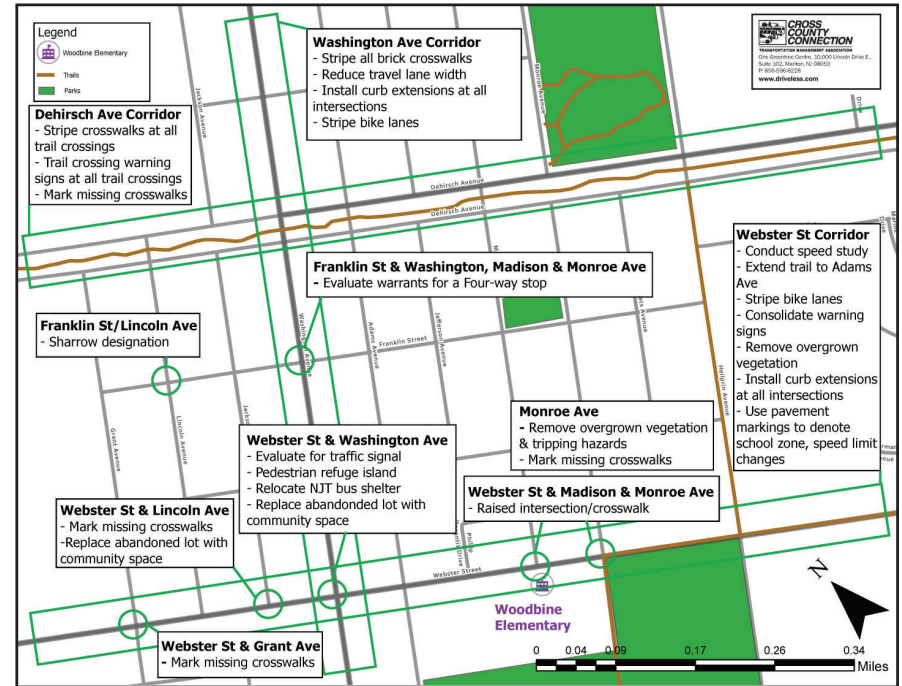 Legend
Woodbine Elementary
Trails
Parks
CROSS
COUNTY
CONNECTION
TRANSPORTATION MANAGEMENT ASSOCIATION
One Greentree Centre, 10,000 Lincoln Drive E.,
Suite 102, Marlton, NJ 08053
P: 856-596-8228
www.driveless.com
Washington Ave Corridor
- Stripe all brick crosswalks
- Reduce travel lane width
- Install curb extensions at all
intersections
- Stripe bike lanes
Dehirsch Ave Corridor
- Stripe crosswalks at all
trail crossings
- Trail crossing warning
signs at all trail crossings
- Mark missing crosswalks
Jackson Avenue
Monroe Avenue
Drive
Dehirsch Avenue
Dehirsch Avenue
Webster St Corridor
- Conduct speed study
- Extend trail to Adams
Ave
- Stripe bike lanes
- Consolidate warning
signs
- Remove overgrown
vegetation
- Install curb extensions
at all intersections
- Use pavement
markings to denote
school zone, speed limit
changes
Drive
Franklin St & Washington, Madison & Monroe Ave
- Evaluate warrants for a Four-way stop
Franklin St/Lincoln Ave
- Sharrow designation
Washington Avenue
Adams Avenue
Jefferson Avenue
Franklin Street
Heilprin Avenue
Grant Avenue
Lincoln Avenue
Monroe Ave
- Remove overgrown vegetation
& tripping hazards
- Mark missing crosswalks
Webster St & Washington Ave
- Evaluate for traffic signal
- Pedestrian refuge island
- Relocate NJT bus shelter
- Replace abandonded lot with
community space
Webster St & Madison & Monroe Ave
- Raised intersection/crosswalk
Webster St & Lincoln Ave
- Mark missing crosswalks
-Replace abandoned lot with
community space
Philip
Drive
Webster Street
Woodbine
Elementary
N
Webster St & Grant Ave
- Mark missing crosswalks
0 0.04 0.09 0.17 0.26 0.34
Miles